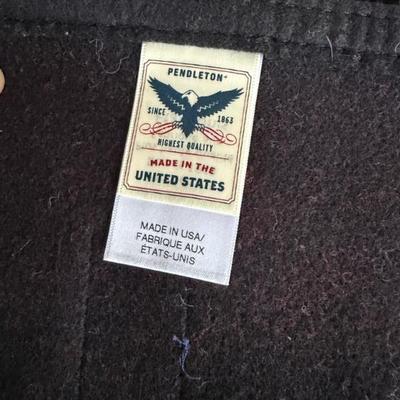 PENDLETON®
SINCE 1863
HIGHEST QUALITY
MADE IN THE
UNITED STATES
MADE IN USA/
FABRIQUE AUX
ÉTATS-UNIS